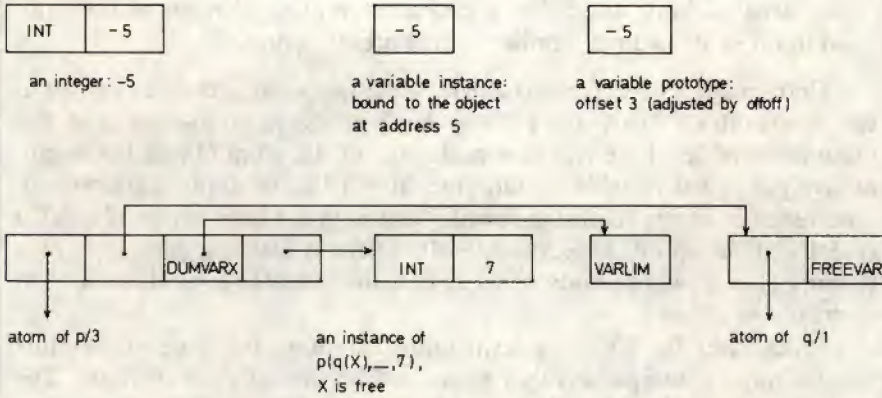 INT -5 -5 -5
an integer: -5
a variable instance:
bound to the object
at address 5
a variable prototype:
offset 3 (adjusted by offoff)
DUMVARX INT 7 VARLIM FREEVAR
atom of p/3
an instance of
p(q(X),_,7),
X is free
atom of q/1